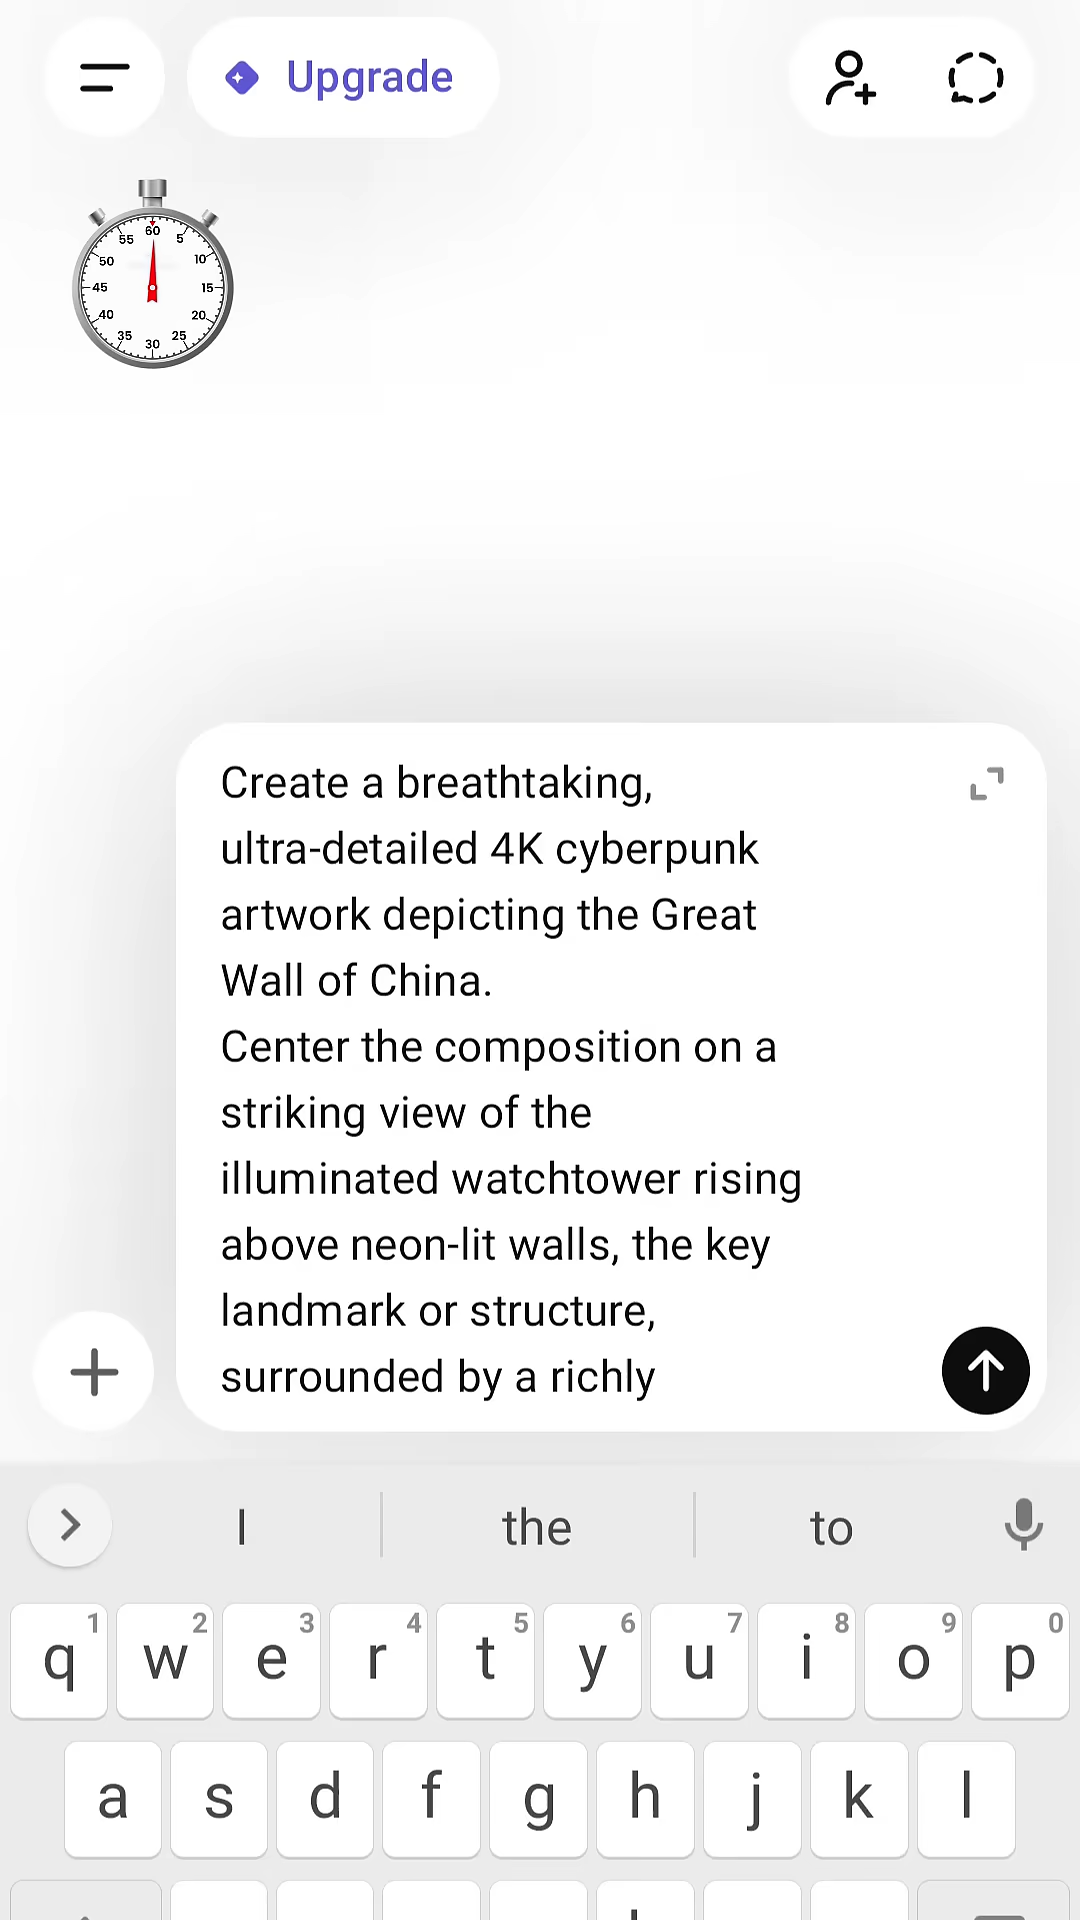 Upgrade
60
55 5
50 10
45 15
40 20
35 25
30
Create a breathtaking,
ultra-detailed 4K cyberpunk
artwork depicting the Great
Wall of China.
Center the composition on a
striking view of the
illuminated watchtower rising
above neon-lit walls, the key
landmark or structure,
surrounded by a richly
I the to
1 2 3 4 5 6 7 8 9 0
q w e r t y u i o p
a s d f g h j k l